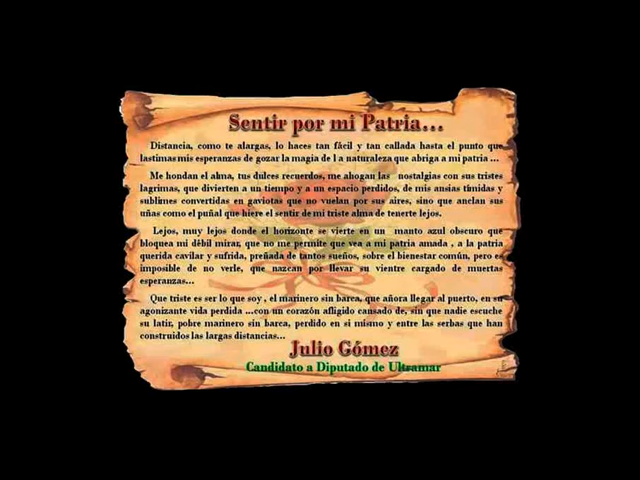 Sentir por mi Patria...
Distancia, como te alargas, lo haces tan fácil y tan callada hasta el punto que
lastimas mis esperanzas de gozar la magia de l a naturaleza que abriga a mi patria ...
Me hondan el alma, tus dulces recuerdos, me ahogan las nostalgias con sus tristes
lagrimas, que divierten a un tiempo y a un espacio perdidos, de mis ansias tímidas y
sublimes convertidas en gaviotas que no vuelan por sus aires, sino que anclan sus
uñas como el puñal que hiere el sentir de mi triste alma de tenerte lejos.
Lejos, muy lejos donde el horizonte se vierte en un manto azul obscuro que
bloquea mi débil mirar, que no me permite que vea a mi patria amada , a la patria
querida cavilar y sufrida, preñada de tantos sueños, sobre el bienestar común, pero es
imposible de no verle, que nazcan por llevar su vientre cargado de muertas
esperanzas...
Que triste es ser lo que soy , el marinero sin barca, que añora llegar al puerto, en su
agonizante vida perdida ...con un corazón afligido cansado de, sin que nadie escuche
su latir, pobre marinero sin barca, perdido en si mismo y entre las serbas que han
construidos las largas distancias...
Julio Gómez
Candidato a Diputado de Ultramar